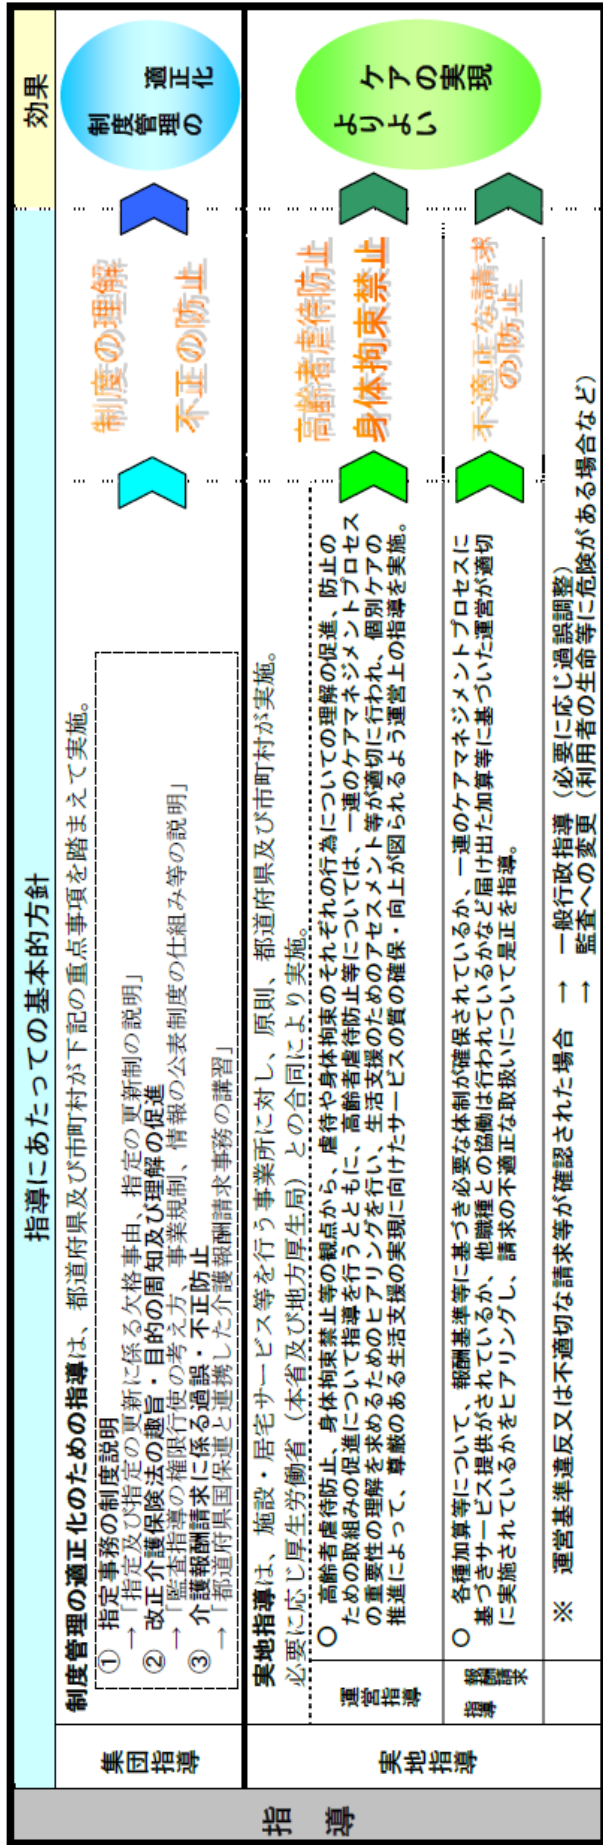 指導にあたっての基本的方針
効果
指導
集団指導
制度管理の適正化のための指導は、都道府県及び市町村が下記の重点事項を踏まえて実施。
① 指定事務の制度説明
→「指定及び指定の更新に係る欠格事由、指定の更新制の説明」
② 改正介護保険法の趣旨・目的の周知及び理解の促進
→「監査指導の権限行使の考え方、事業規制、情報の公表制度の仕組み等の説明」
③ 介護報酬請求に係る過誤・不正防止
→「都道府県国保連と連携した介護報酬請求事務の講習」
制度の理解
不正の防止
制度管理の
適正化
実地指導
実地指導は、施設・居宅サービス等を行う事業所に対し、原則、都道府県及び市町村が実施。
必要に応じ厚生労働省（本省及び地方厚生局）との合同により実施。
運営指導
○ 高齢者虐待防止、身体拘束禁止等の観点から、虐待や身体拘束のそれぞれの行為についての理解の促進、防止の
ための取組みの促進について指導を行うとともに、高齢者虐待防止等については、一連のケアマネジメントプロセス
の重要性の理解を求めるためのヒアリングを行い、生活支援のためのアセスメント等が適切に行われ、個別ケアの
推進によって、尊厳のある生活支援の実現に向けたサービスの質の確保・向上が図られるよう運営上の指導を実施。
高齢者虐待防止
身体拘束禁止
よりよい
ケアの実現
報酬請求
指導
○ 各種加算等について、報酬基準等に基づき必要な体制が確保されているか、一連のケアマネジメントプロセスに
基づきサービス提供がされているか、他職種との協働は行われているかなど届け出た加算等に基づいた運営が適切
に実施されているかをヒアリングし、請求の不適正な取扱いについて是正を指導。
不適正な請求
の防止
※ 運営基準違反又は不適切な請求等が確認された場合 → 一般行政指導（必要に応じ過誤調整）
→ 監査への変更（利用者の生命等に危険がある場合など）